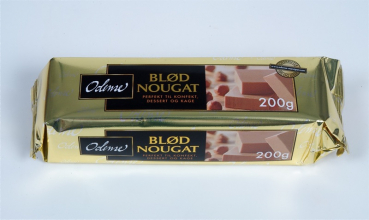 Odense
BLØD
NOUGAT
PERFEKT TIL KONFEKT,
DESSERT OG KAGE
200g
Odense
BLØD
NOUGAT
PERFEKT TIL KONFEKT,
DESSERT OG KAGE
200g